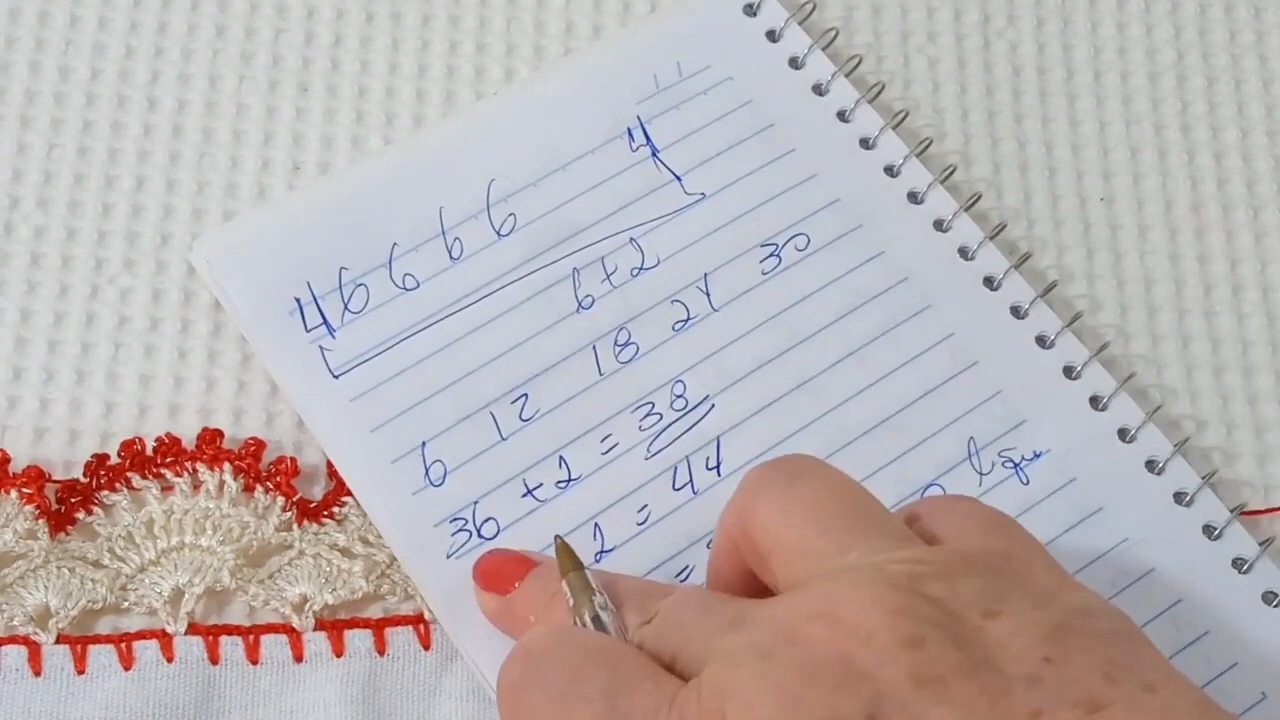 4 6 6 6 6 4
6+2
6 12 18 24 30
36 +2 = 38
2 = 44
=